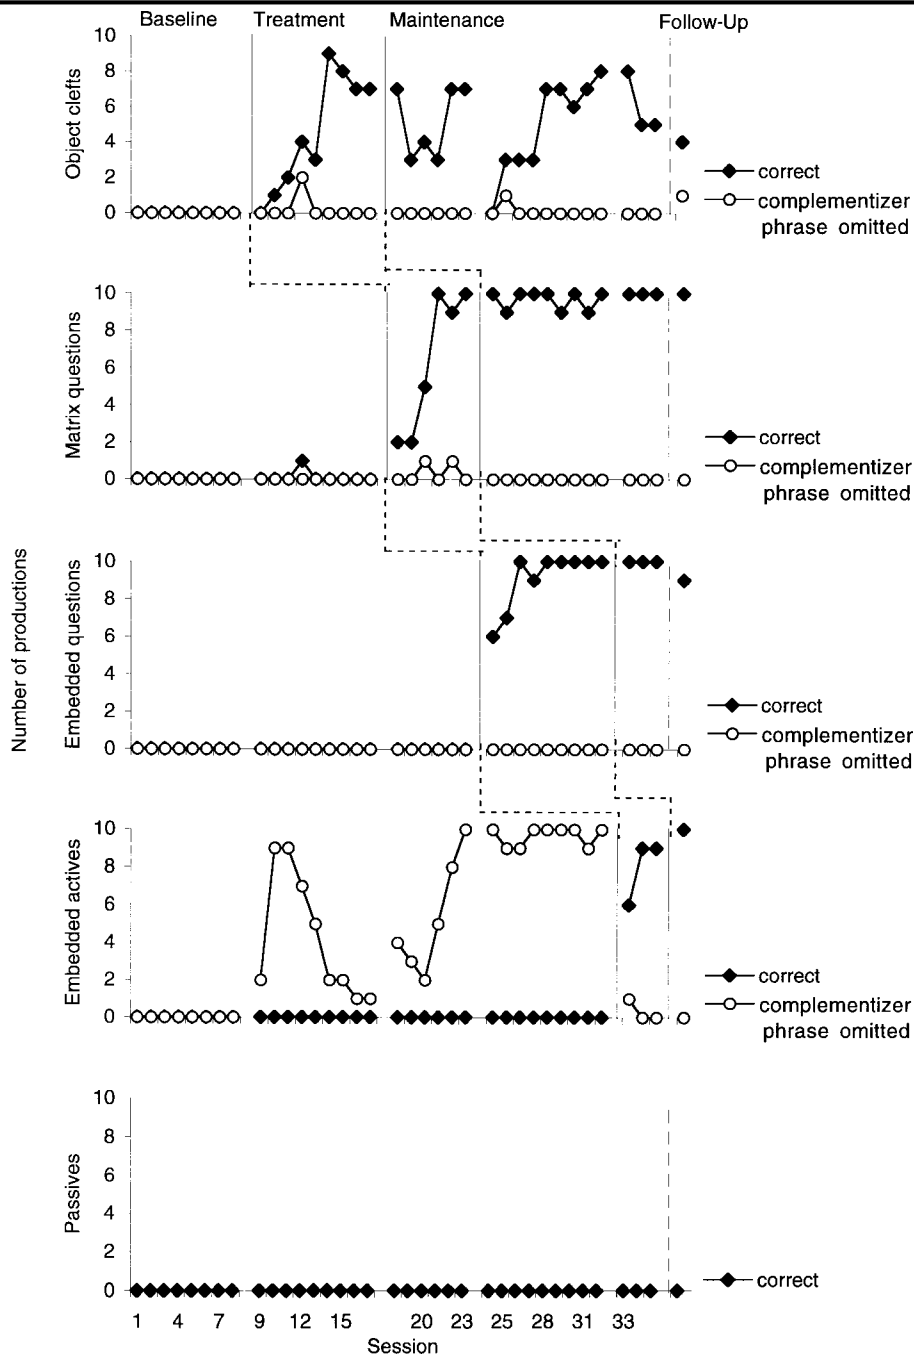 Baseline Treatment Maintenance Follow-Up
10
8
6
4
2
0
Object clefts
correct
complementizer
phrase omitted
10
8
6
4
2
0
Matrix questions
correct
complementizer
phrase omitted
Number of productions
10
8
6
4
2
0
Embedded questions
correct
complementizer
phrase omitted
10
8
6
4
2
0
Embedded actives
correct
complementizer
phrase omitted
10
8
6
4
2
0
Passives
correct
1 4 7 9 12 15 20 23 25 28 31 33
Session